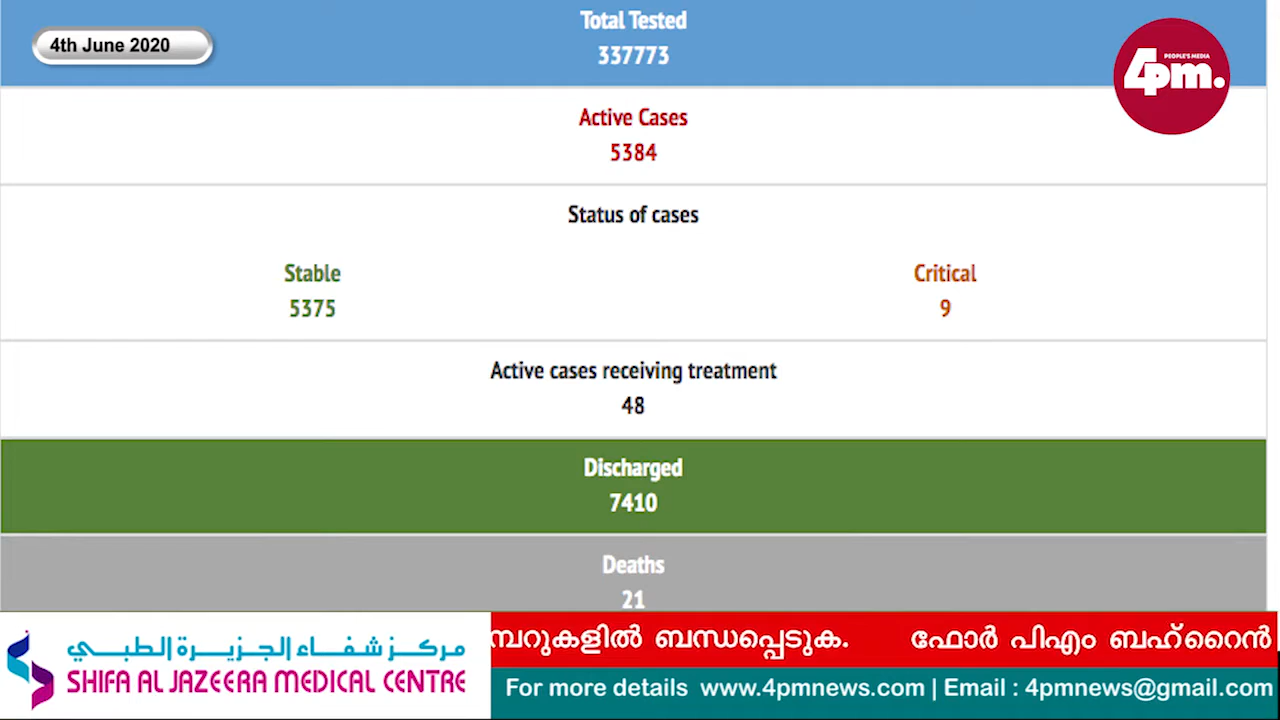 4th June 2020
Total Tested
337773
PEOPLE'S MEDIA
4pm.
Active Cases
5384
Status of cases
Stable
5375
Critical
9
Active cases receiving treatment
48
Discharged
7410
Deaths
21
مركز شفاء الجزيرة الطبي
SHIFA AL JAZEERA MEDICAL CENTRE
മ്പറുകളിൽ ബന്ധപ്പെടുക. ഫോർ പിഎം ബഹ്റൈൻ
For more details www.4pmnews.com | Email : 4pmnews@gmail.com